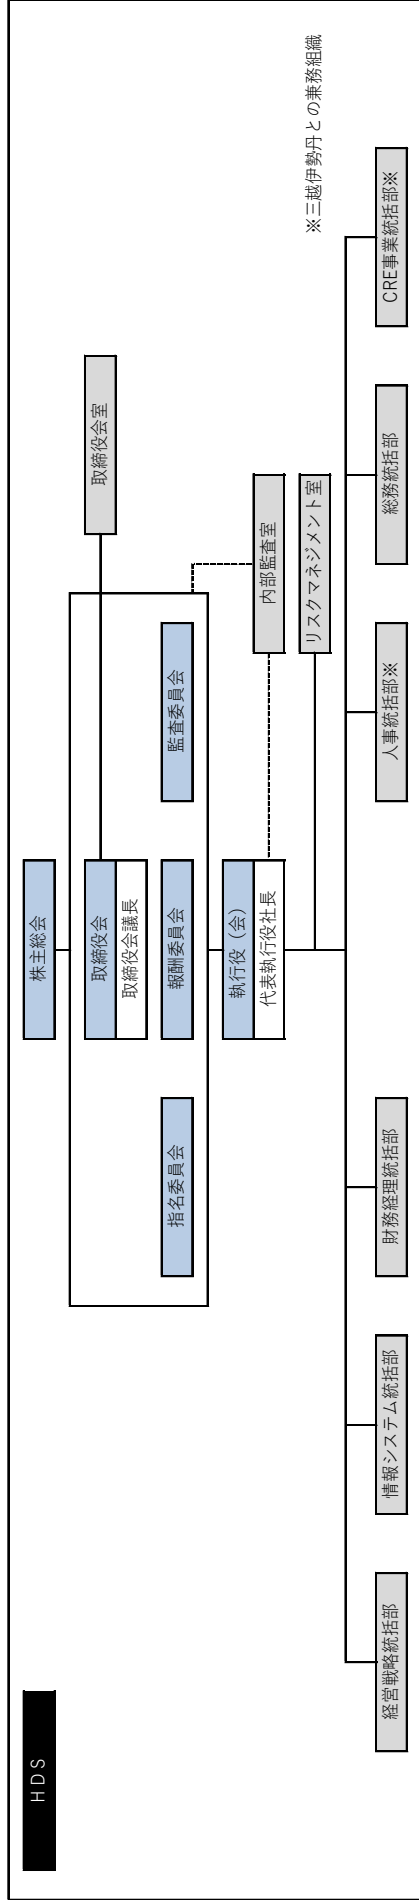 HDS
株主総会
取締役会
取締役会議長
取締役会室
指名委員会
報酬委員会
監査委員会
執行役（会）
代表執行役社長
内部監査室
リスクマネジメント室
※三越伊勢丹との兼務組織
経営戦略統括部
情報システム統括部
財務経理統括部
人事統括部※
総務統括部
CRE事業統括部※